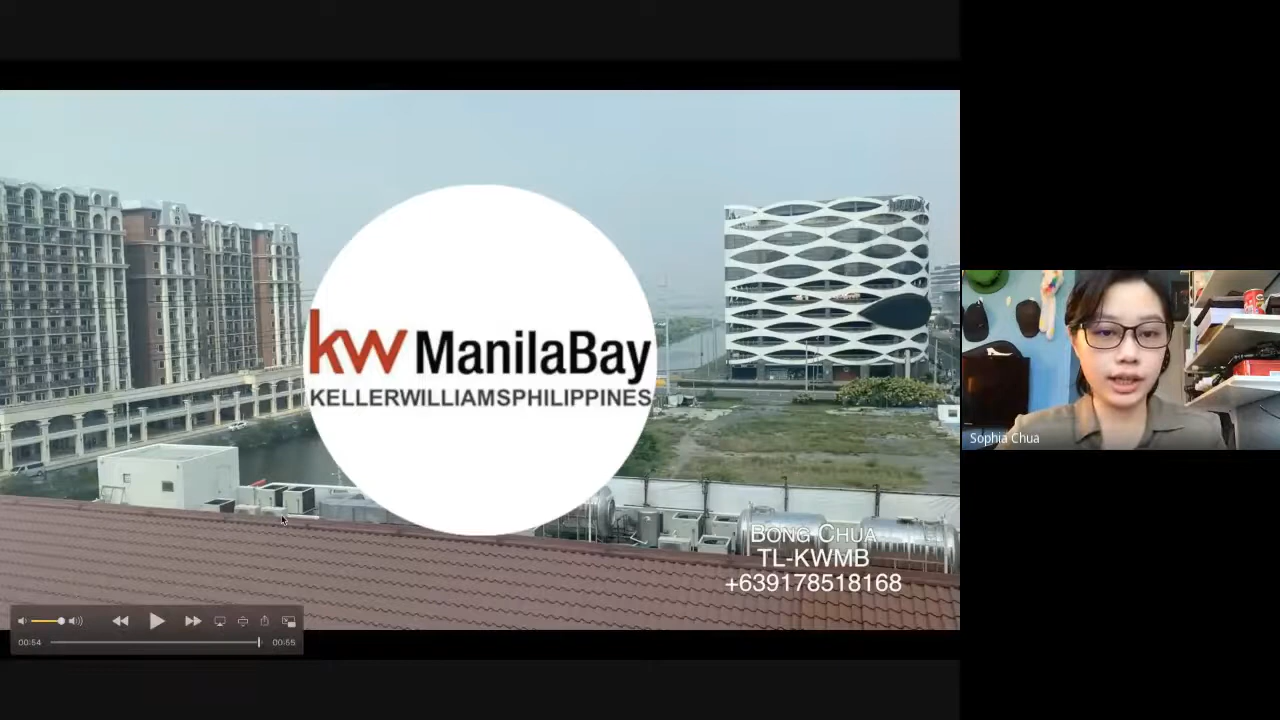 kw ManilaBay
KELLERWILLIAMSPHILIPPINES
BONG CHUA
TL-KWMB
+639178518168
00:54
00:55
Sophia Chua